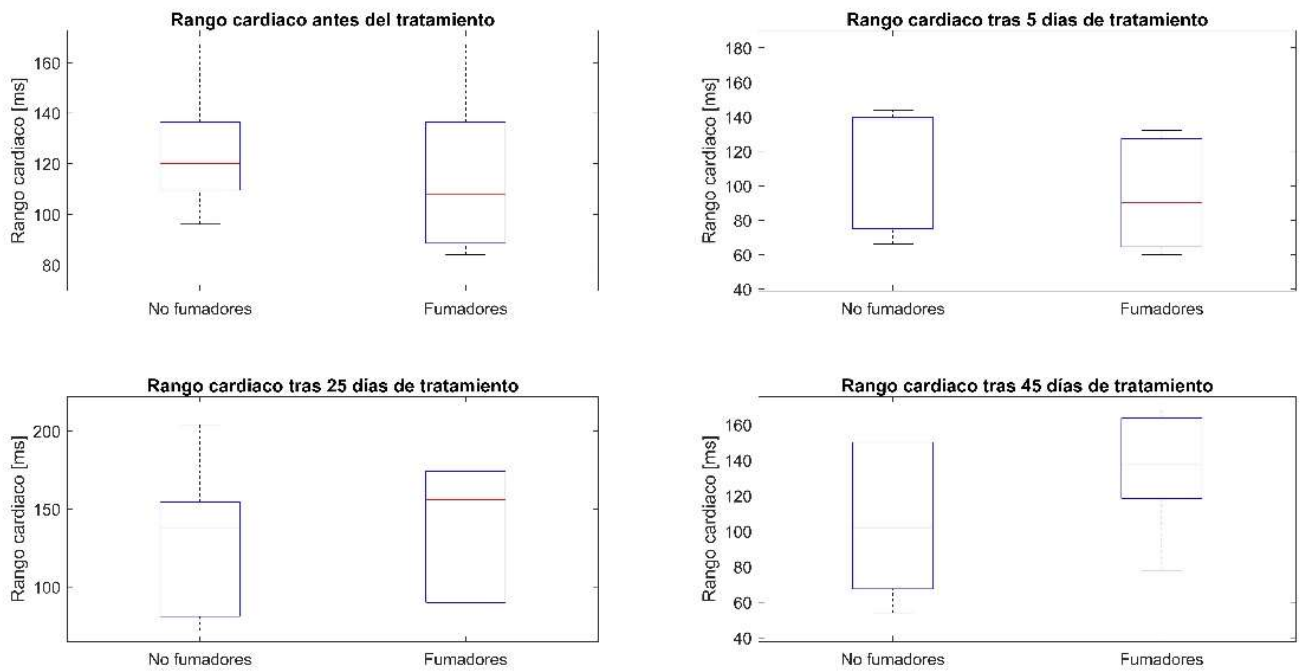 Rango cardiaco antes del tratamiento
Rango cardiaco [ms]
160
140
120
100
80
No fumadores
Fumadores
Rango cardiaco tras 5 dias de tratamiento
Rango cardiaco [ms]
180
160
140
120
100
80
60
40
No fumadores
Fumadores
Rango cardiaco tras 25 dias de tratamiento
Rango cardiaco [ms]
200
150
100
No fumadores
Fumadores
Rango cardiaco tras 45 días de tratamiento
Rango cardiaco [ms]
160
140
120
100
80
60
40
No fumadores
Fumadores